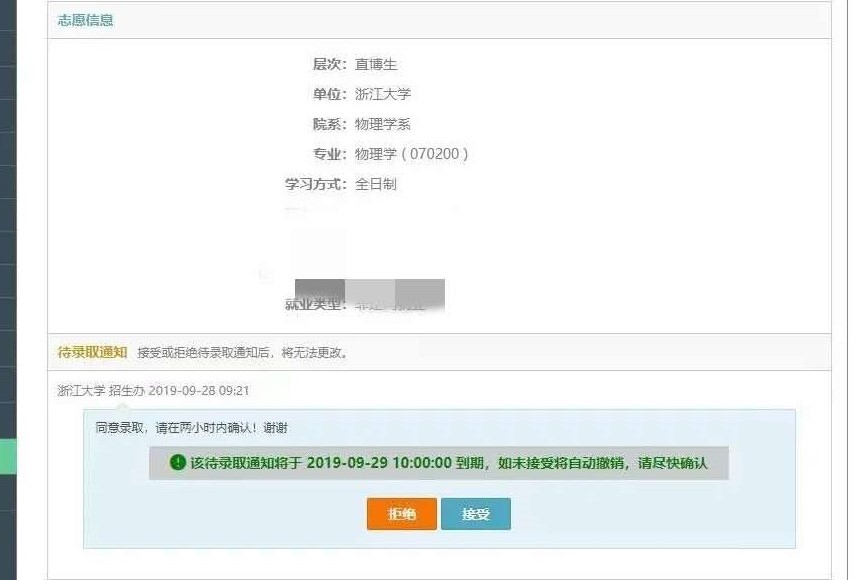 志愿信息
层次：直博生
单位：浙江大学
院系：物理学系
专业：物理学 ( 070200 )
学习方式：全日制
就业类型：
待录取通知 接受或拒绝待录取通知后，将无法更改。
浙江大学 招生办 2019-09-28 09:21
同意录取，请在两小时内确认！谢谢
该待录取通知将于 2019-09-29 10:00:00 到期，如未接受将自动撤销，请尽快确认
拒绝 接受